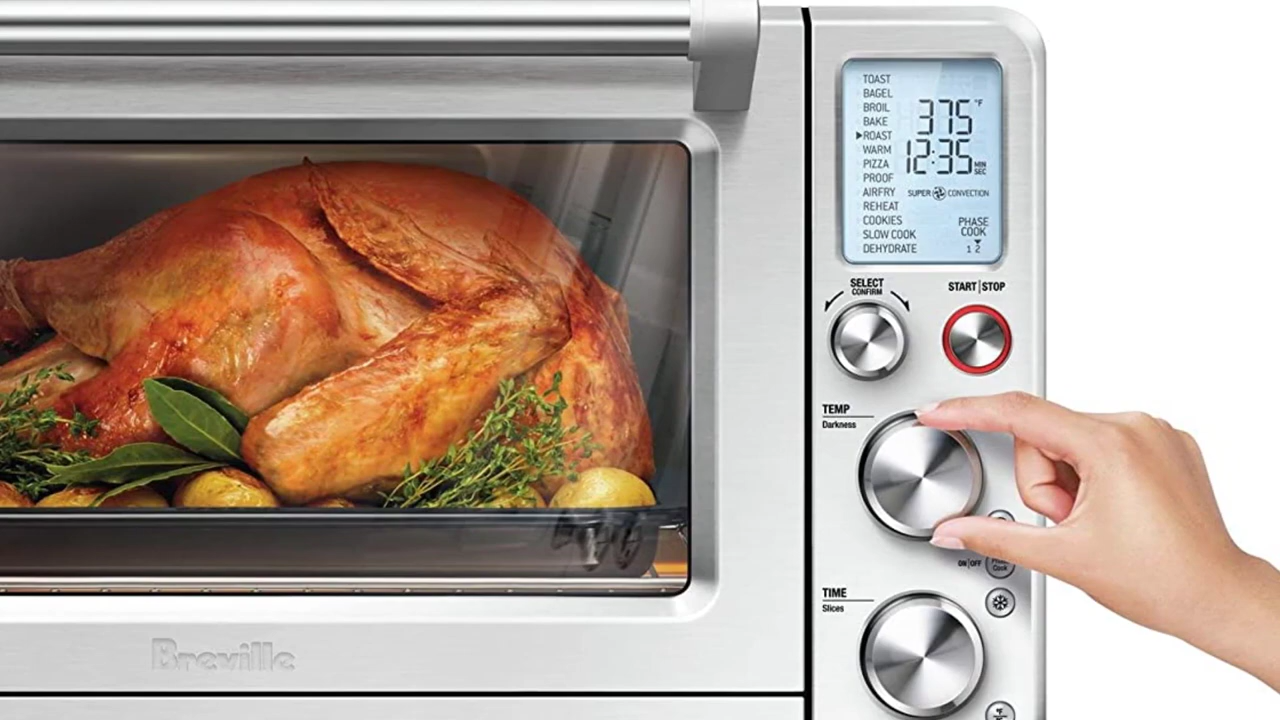 TOAST
BAGEL
BROIL
BAKE
ROAST
WARM
PIZZA
PROOF
AIRFRY
REHEAT
COOKIES
SLOW COOK
DEHYDRATE
375 °F
12:35 MIN SEC
SUPER CONVECTION
PHASE
COOK
1 2
SELECT
CONFIRM
START|STOP
TEMP
Darkness
ON|OFF
Cook
TIME
Slices
Breville